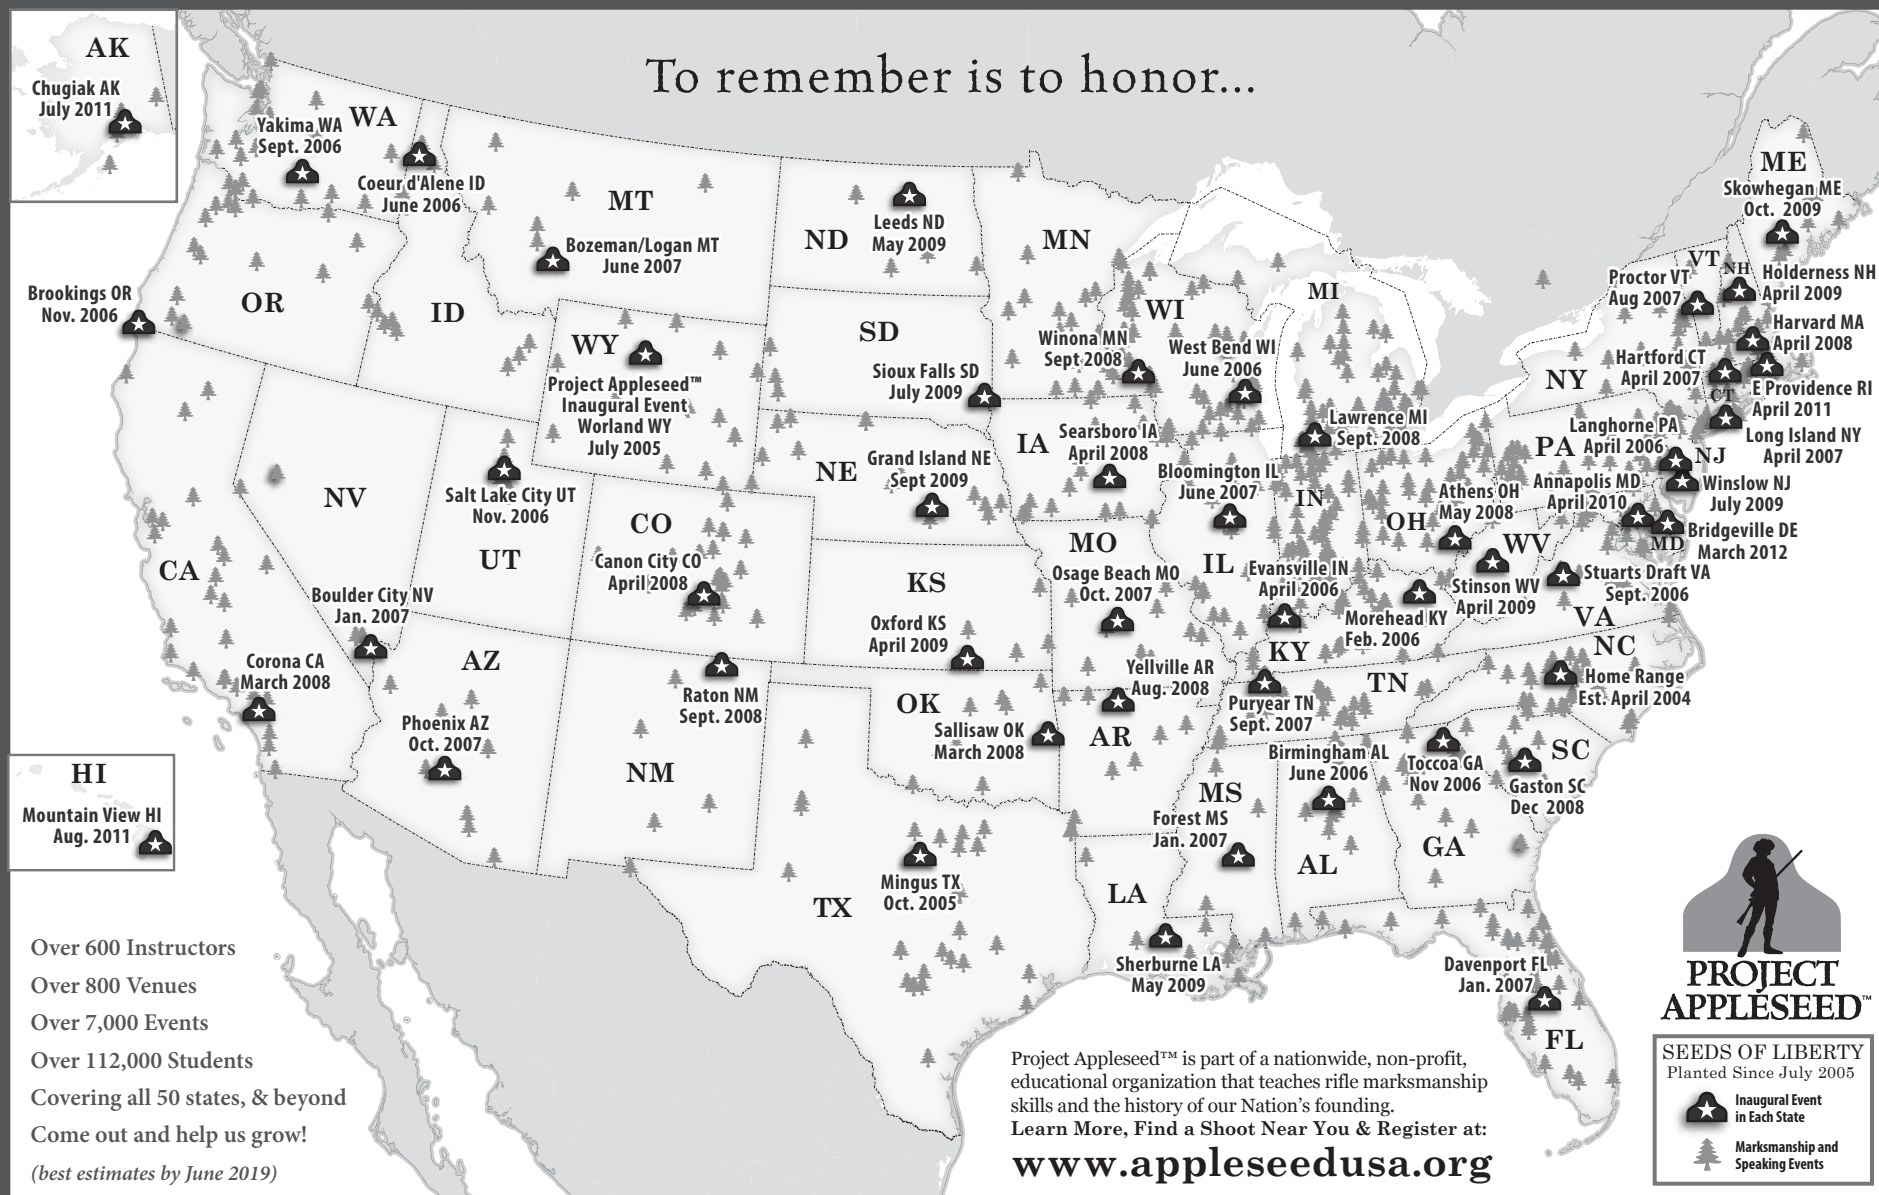 To remember is to honor...
AK
Chugiak AK
July 2011
WA
Yakima WA
Sept. 2006
Coeur d'Alene ID
June 2006
MT
Bozeman/Logan MT
June 2007
ND
Leeds ND
May 2009
MN
ME
Skowhegan ME
Oct. 2009
VT
NH
Proctor VT
Aug 2007
Holderness NH
April 2009
Brookings OR
Nov. 2006
OR
ID
WY
Project Appleseed™
Inaugural Event
Worland WY
July 2005
SD
Sioux Falls SD
July 2009
Winona MN
Sept 2008
WI
West Bend WI
June 2006
MI
Lawrence MI
Sept. 2008
NY
Harvard MA
April 2008
Hartford CT
April 2007
CT
E Providence RI
April 2011
Long Island NY
April 2007
PA
Langhorne PA
April 2006
NJ
Winslow NJ
July 2009
Annapolis MD
April 2010
MD
Bridgeville DE
March 2012
NV
Salt Lake City UT
Nov. 2006
UT
CO
Canon City CO
April 2008
NE
Grand Island NE
Sept 2009
IA
Searsboro IA
April 2008
Bloomington IL
June 2007
IL
IN
OH
Athens OH
May 2008
WV
Stinson WV
April 2009
Stuarts Draft VA
Sept. 2006
VA
CA
Boulder City NV
Jan. 2007
KS
Oxford KS
April 2009
MO
Osage Beach MO
Oct. 2007
Evansville IN
April 2006
Morehead KY
Feb. 2006
KY
NC
Home Range
Est. April 2004
Corona CA
March 2008
AZ
Phoenix AZ
Oct. 2007
Raton NM
Sept. 2008
NM
OK
Sallisaw OK
March 2008
Yellville AR
Aug. 2008
AR
TN
Puryear TN
Sept. 2007
Birmingham AL
June 2006
AL
Toccoa GA
Nov 2006
GA
SC
Gaston SC
Dec 2008
MS
Forest MS
Jan. 2007
HI
Mountain View HI
Aug. 2011
TX
Mingus TX
Oct. 2005
LA
Sherburne LA
May 2009
Davenport FL
Jan. 2007
FL
Over 600 Instructors
Over 800 Venues
Over 7,000 Events
Over 112,000 Students
Covering all 50 states, & beyond
Come out and help us grow!
(best estimates by June 2019)
Project Appleseed™ is part of a nationwide, non-profit,
educational organization that teaches rifle marksmanship
skills and the history of our Nation's founding.
Learn More, Find a Shoot Near You & Register at:
www.appleseedusa.org
PROJECT
APPLESEED™
SEEDS OF LIBERTY
Planted Since July 2005
Inaugural Event
in Each State
Marksmanship and
Speaking Events